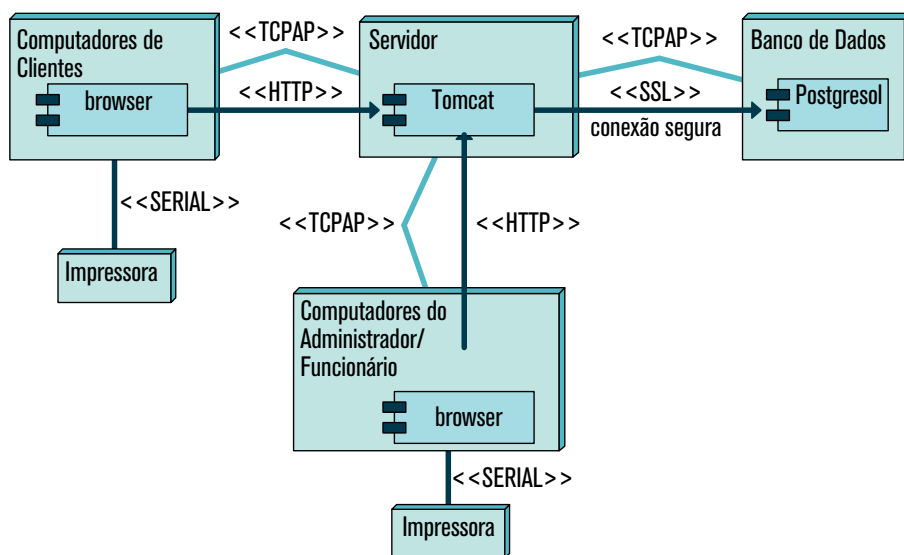 Computadores de
Clientes
browser
<<TCPAP>>
<<HTTP>>
Servidor
Tomcat
<<TCPAP>>
<<SSL>>
conexão segura
Banco de Dados
Postgresol
<<SERIAL>>
Impressora
<<TCPAP>>
<<HTTP>>
Computadores do
Administrador/
Funcionário
browser
<<SERIAL>>
Impressora